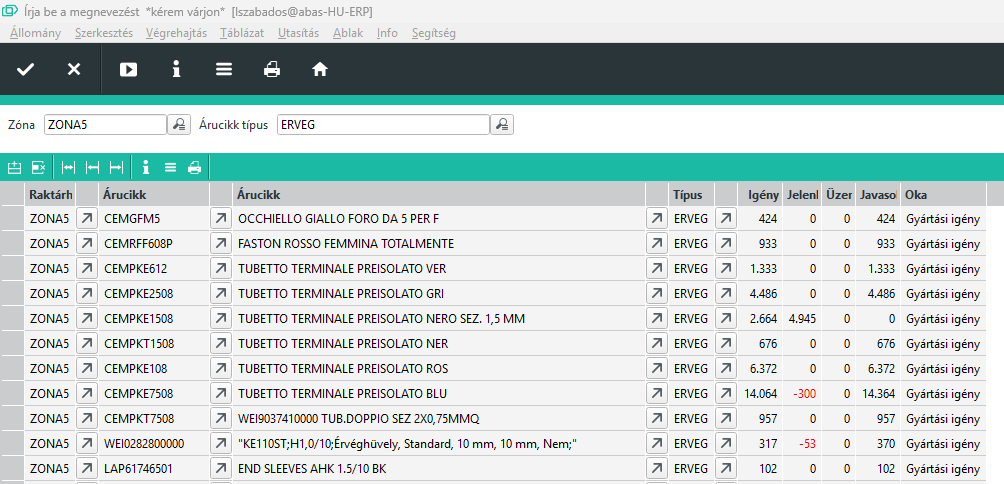 Írja be a megnevezést *kérem várjon* [lszabados@abas-HU-ERP]
Állomány Szerkesztés Végrehajtás Táblázat Utasítás Ablak Info Segítség
Zóna ZONA5 Árucikk típus ERVEG
Raktárh Árucikk Árucikk Típus Igény Jelenl Üzer Javaso Oka
ZONA5 CEMGFM5 OCCHIELLO GIALLO FORO DA 5 PER F ERVEG 424 0 0 424 Gyártási igény
ZONA5 CEMRFF608P FASTON ROSSO FEMMINA TOTALMENTE ERVEG 933 0 0 933 Gyártási igény
ZONA5 CEMPKE612 TUBETTO TERMINALE PREISOLATO VER ERVEG 1.333 0 0 1.333 Gyártási igény
ZONA5 CEMPKE2508 TUBETTO TERMINALE PREISOLATO GRI ERVEG 4.486 0 0 4.486 Gyártási igény
ZONA5 CEMPKE1508 TUBETTO TERMINALE PREISOLATO NERO SEZ. 1,5 MM ERVEG 2.664 4.945 0 0 Gyártási igény
ZONA5 CEMPKT1508 TUBETTO TERMINALE PREISOLATO NER ERVEG 676 0 0 676 Gyártási igény
ZONA5 CEMPKE108 TUBETTO TERMINALE PREISOLATO ROS ERVEG 6.372 0 0 6.372 Gyártási igény
ZONA5 CEMPKE7508 TUBETTO TERMINALE PREISOLATO BLU ERVEG 14.064 -300 0 14.364 Gyártási igény
ZONA5 CEMPKT7508 WEI9037410000 TUB.DOPPIO SEZ 2X0,75MMQ ERVEG 957 0 0 957 Gyártási igény
ZONA5 WEI0282800000 "KE110ST;H1,0/10;Érvéghüvely, Standard, 10 mm, 10 mm, Nem;" ERVEG 317 -53 0 370 Gyártási igény
ZONA5 LAP61746501 END SLEEVES AHK 1.5/10 BK ERVEG 102 0 0 102 Gyártási igény